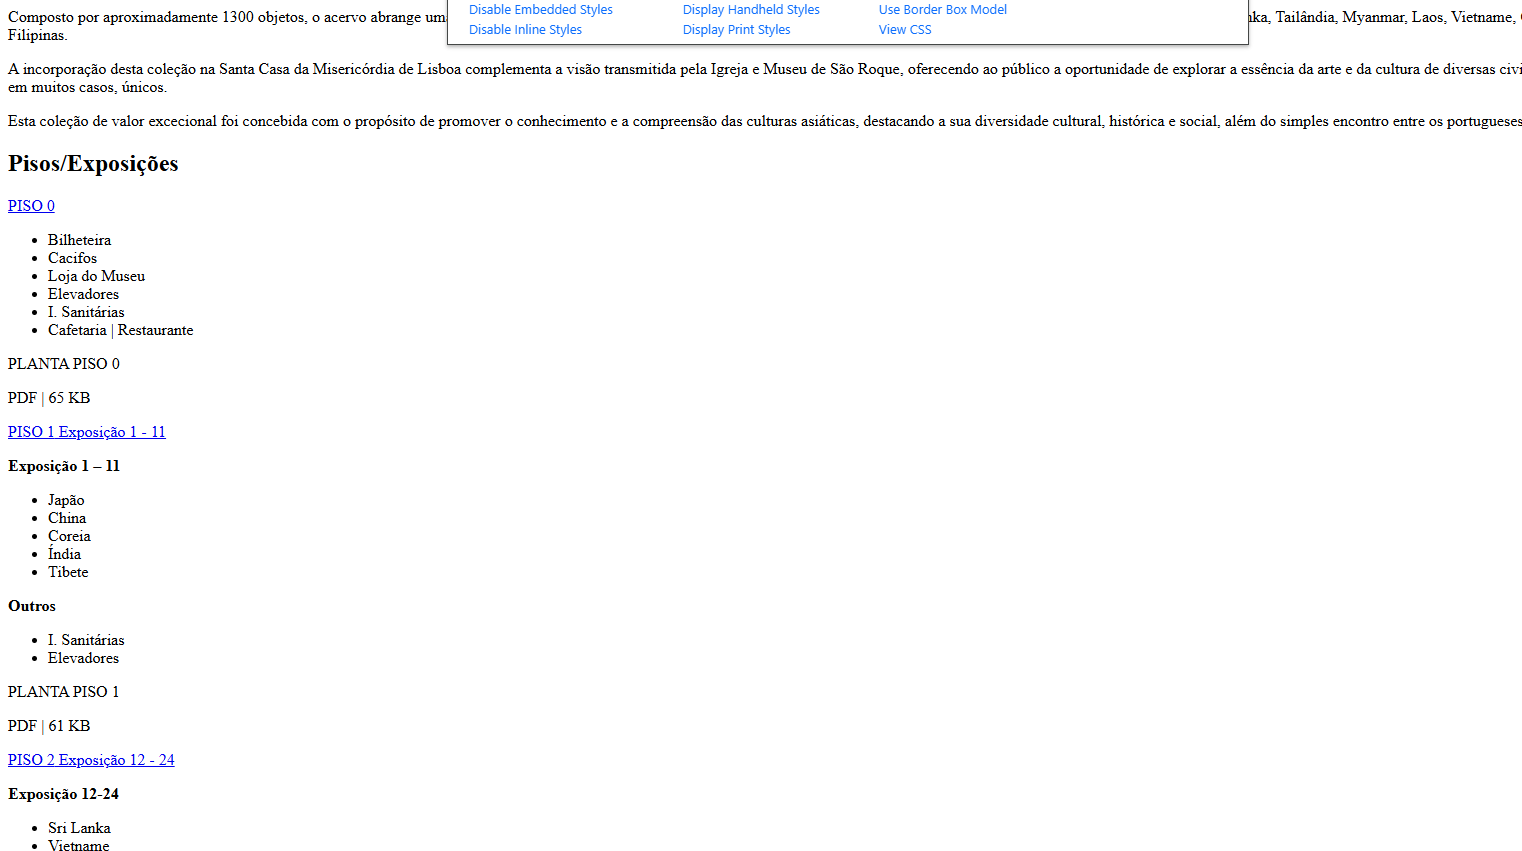 Disable Embedded Styles Display Handheld Styles Use Border Box Model
Disable Inline Styles Display Print Styles View CSS
Composto por aproximadamente 1300 objetos, o acervo abrange uma
nka, Tailândia, Myanmar, Laos, Vietname,
Filipinas.
A incorporação desta coleção na Santa Casa da Misericórdia de Lisboa complementa a visão transmitida pela Igreja e Museu de São Roque, oferecendo ao público a oportunidade de explorar a essência da arte e da cultura de diversas civi
em muitos casos, únicos.
Esta coleção de valor excecional foi concebida com o propósito de promover o conhecimento e a compreensão das culturas asiáticas, destacando a sua diversidade cultural, histórica e social, além do simples encontro entre os portugueses
Pisos/Exposições
PISO 0
• Bilheteira
• Cacifos
• Loja do Museu
• Elevadores
• I. Sanitárias
• Cafetaria | Restaurante
PLANTA PISO 0
PDF | 65 KB
PISO 1 Exposição 1 - 11
Exposição 1 – 11
• Japão
• China
• Coreia
• Índia
• Tibete
Outros
• I. Sanitárias
• Elevadores
PLANTA PISO 1
PDF | 61 KB
PISO 2 Exposição 12 - 24
Exposição 12-24
• Sri Lanka
• Vietname